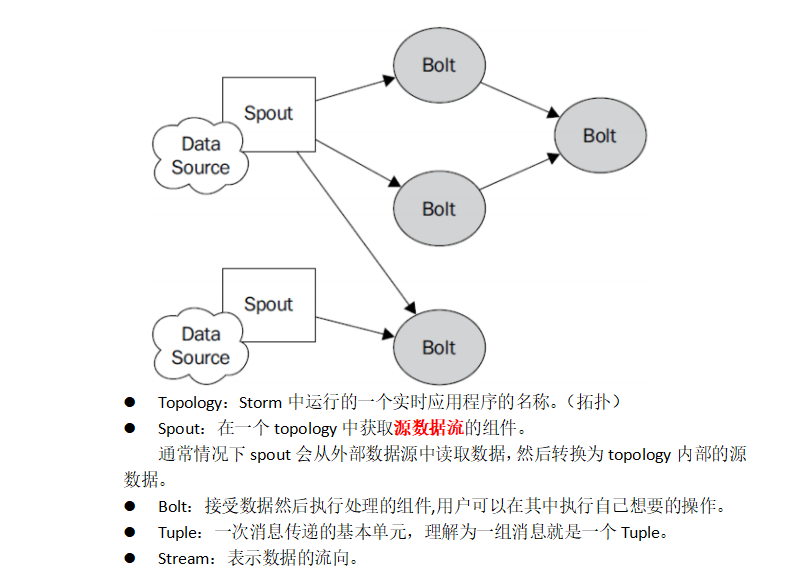 Bolt
Spout
Data
Source
Bolt
Bolt
Spout
Data
Source
Bolt
● Topology：Storm 中运行的一个实时应用程序的名称。（拓扑）
● Spout：在一个 topology 中获取源数据流的组件。
通常情况下 spout 会从外部数据源中读取数据，然后转换为 topology 内部的源
数据。
● Bolt：接受数据然后执行处理的组件,用户可以在其中执行自己想要的操作。
● Tuple：一次消息传递的基本单元，理解为一组消息就是一个 Tuple。
● Stream：表示数据的流向。